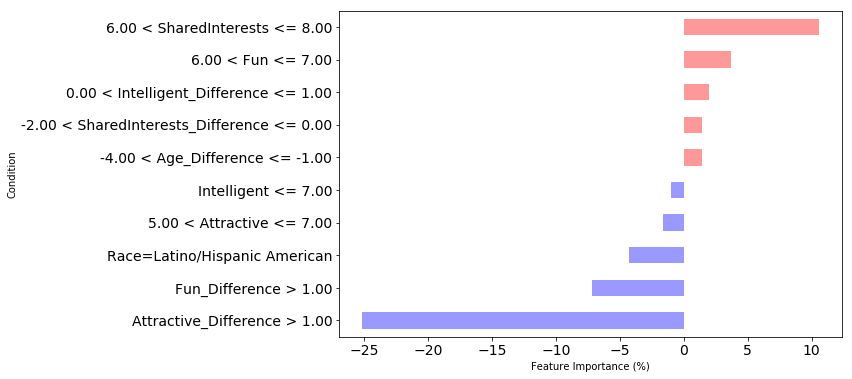 6.00 < SharedInterests <= 8.00
6.00 < Fun <= 7.00
0.00 < Intelligent_Difference <= 1.00
-2.00 < SharedInterests_Difference <= 0.00
-4.00 < Age_Difference <= -1.00
Intelligent <= 7.00
5.00 < Attractive <= 7.00
Race=Latino/Hispanic American
Fun_Difference > 1.00
Attractive_Difference > 1.00
Condition
−25 −20 −15 −10 −5 0 5 10
Feature Importance (%)